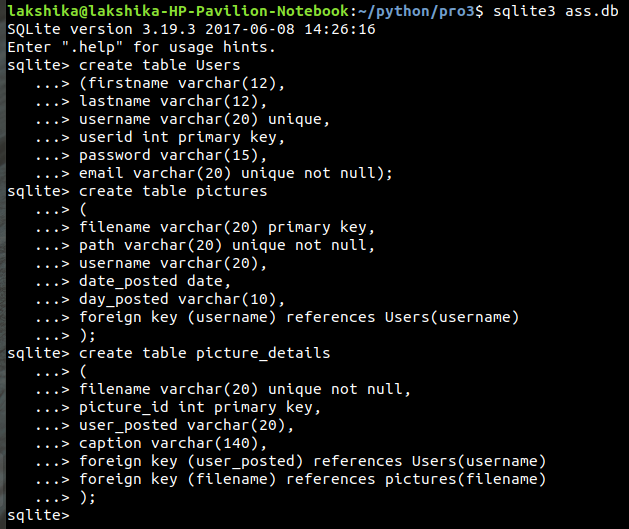 lakshika@lakshika-HP-Pavilion-Notebook:~/python/pro3$ sqlite3 ass.db
SQLite version 3.19.3 2017-06-08 14:26:16
Enter ".help" for usage hints.
sqlite> create table Users
   ...> (firstname varchar(12),
   ...> lastname varchar(12),
   ...> username varchar(20) unique,
   ...> userid int primary key,
   ...> password varchar(15),
   ...> email varchar(20) unique not null);
sqlite> create table pictures
   ...> (
   ...> filename varchar(20) primary key,
   ...> path varchar(20) unique not null,
   ...> username varchar(20),
   ...> date_posted date,
   ...> day_posted varchar(10),
   ...> foreign key (username) references Users(username)
   ...> );
sqlite> create table picture_details
   ...> (
   ...> filename varchar(20) unique not null,
   ...> picture_id int primary key,
   ...> user_posted varchar(20),
   ...> caption varchar(140),
   ...> foreign key (user_posted) references Users(username)
   ...> foreign key (filename) references pictures(filename)
   ...> );
sqlite>